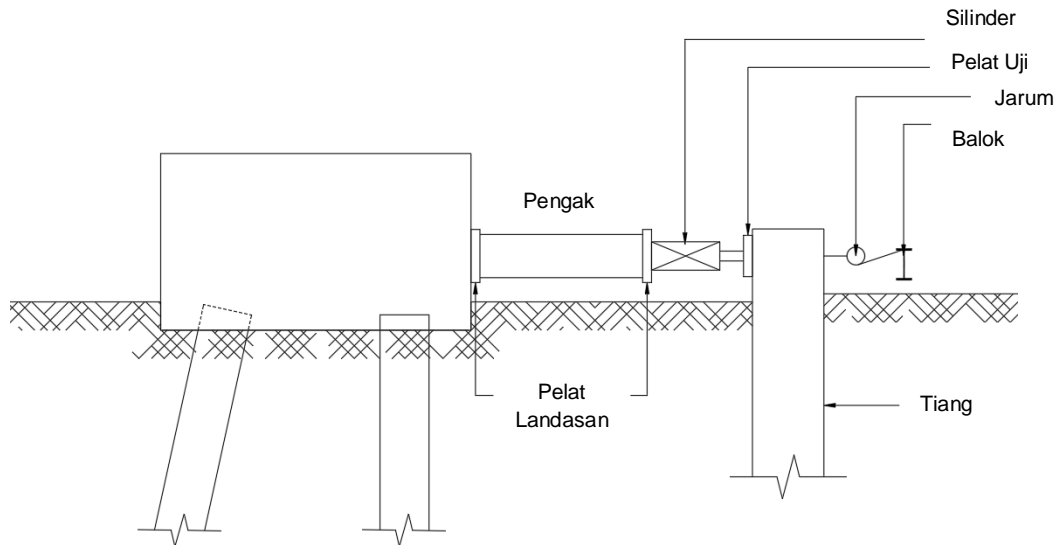 Silinder
Pelat Uji
Jarum
Balok
Pengak
Pelat
Landasan
Tiang